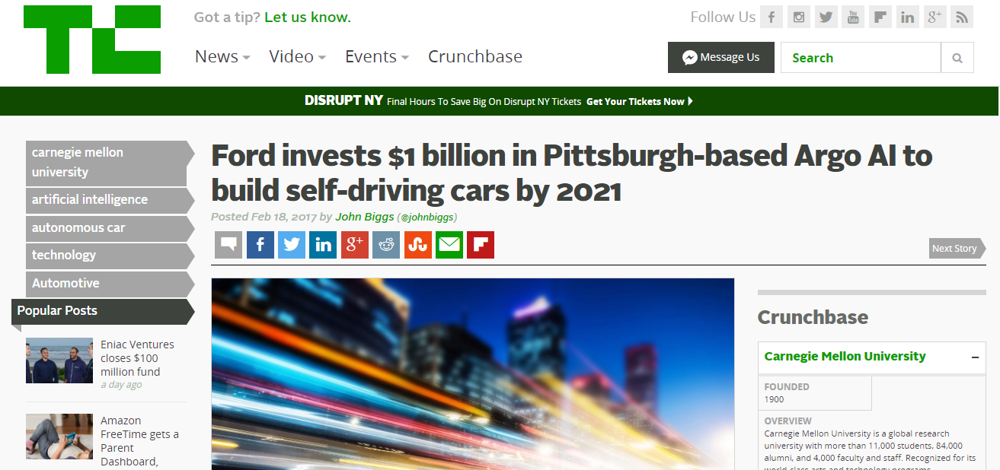 TC
Got a tip? Let us know.
Follow Us
News
Video
Events
Crunchbase
Message Us
Search
DISRUPT NY Final Hours To Save Big On Disrupt NY Tickets Get Your Tickets Now
carnegie mellon
university
artificial intelligence
autonomous car
technology
Automotive
Popular Posts
Eniac Ventures
closes $100
million fund
a day ago
Amazon
FreeTime gets a
Parent
Dashboard,
Ford invests $1 billion in Pittsburgh-based Argo AI to
build self-driving cars by 2021
Posted Feb 18, 2017 by John Biggs (@johnbiggs)
Next Story
Crunchbase
Carnegie Mellon University
FOUNDED
1900
OVERVIEW
Carnegie Mellon University is a global research
university with more than 11,000 students, 84,000
alumni, and 4,000 faculty and staff. Recognized for its
world-class arts and technology programs,